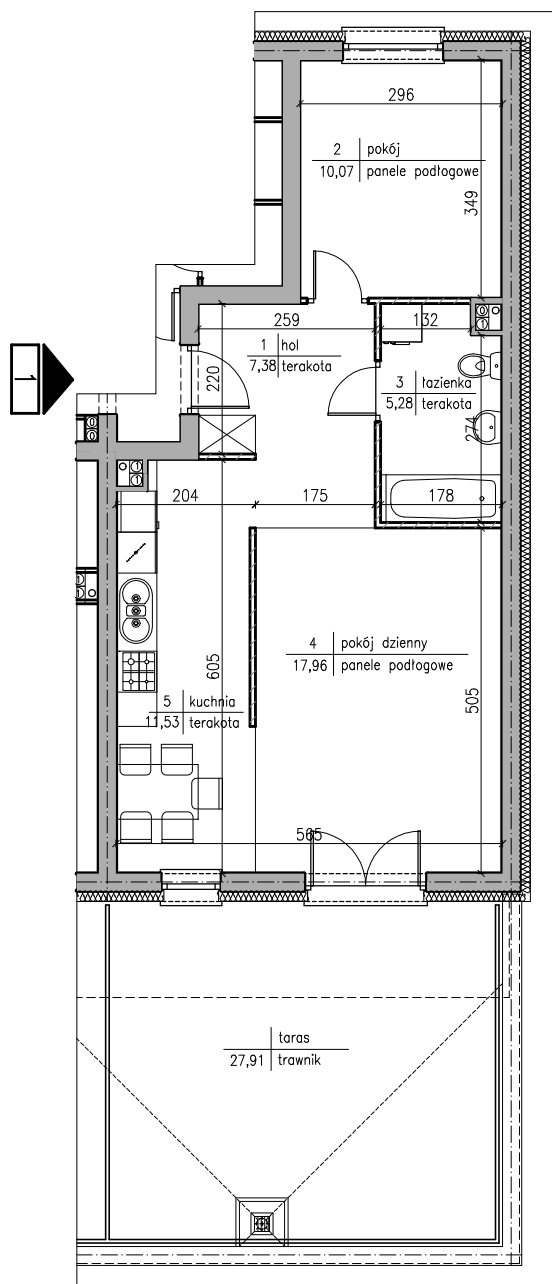 296
2 pokój
10,07 panele podłogowe
349
259
132
1 hol
7,38 terakota
220
3 łazienka
5,28 terakota
274
1
204
175
178
4 pokój dzienny
17,96 panele podłogowe
605
505
5 kuchnia
11,53 terakota
565
taras
27,91 trawnik